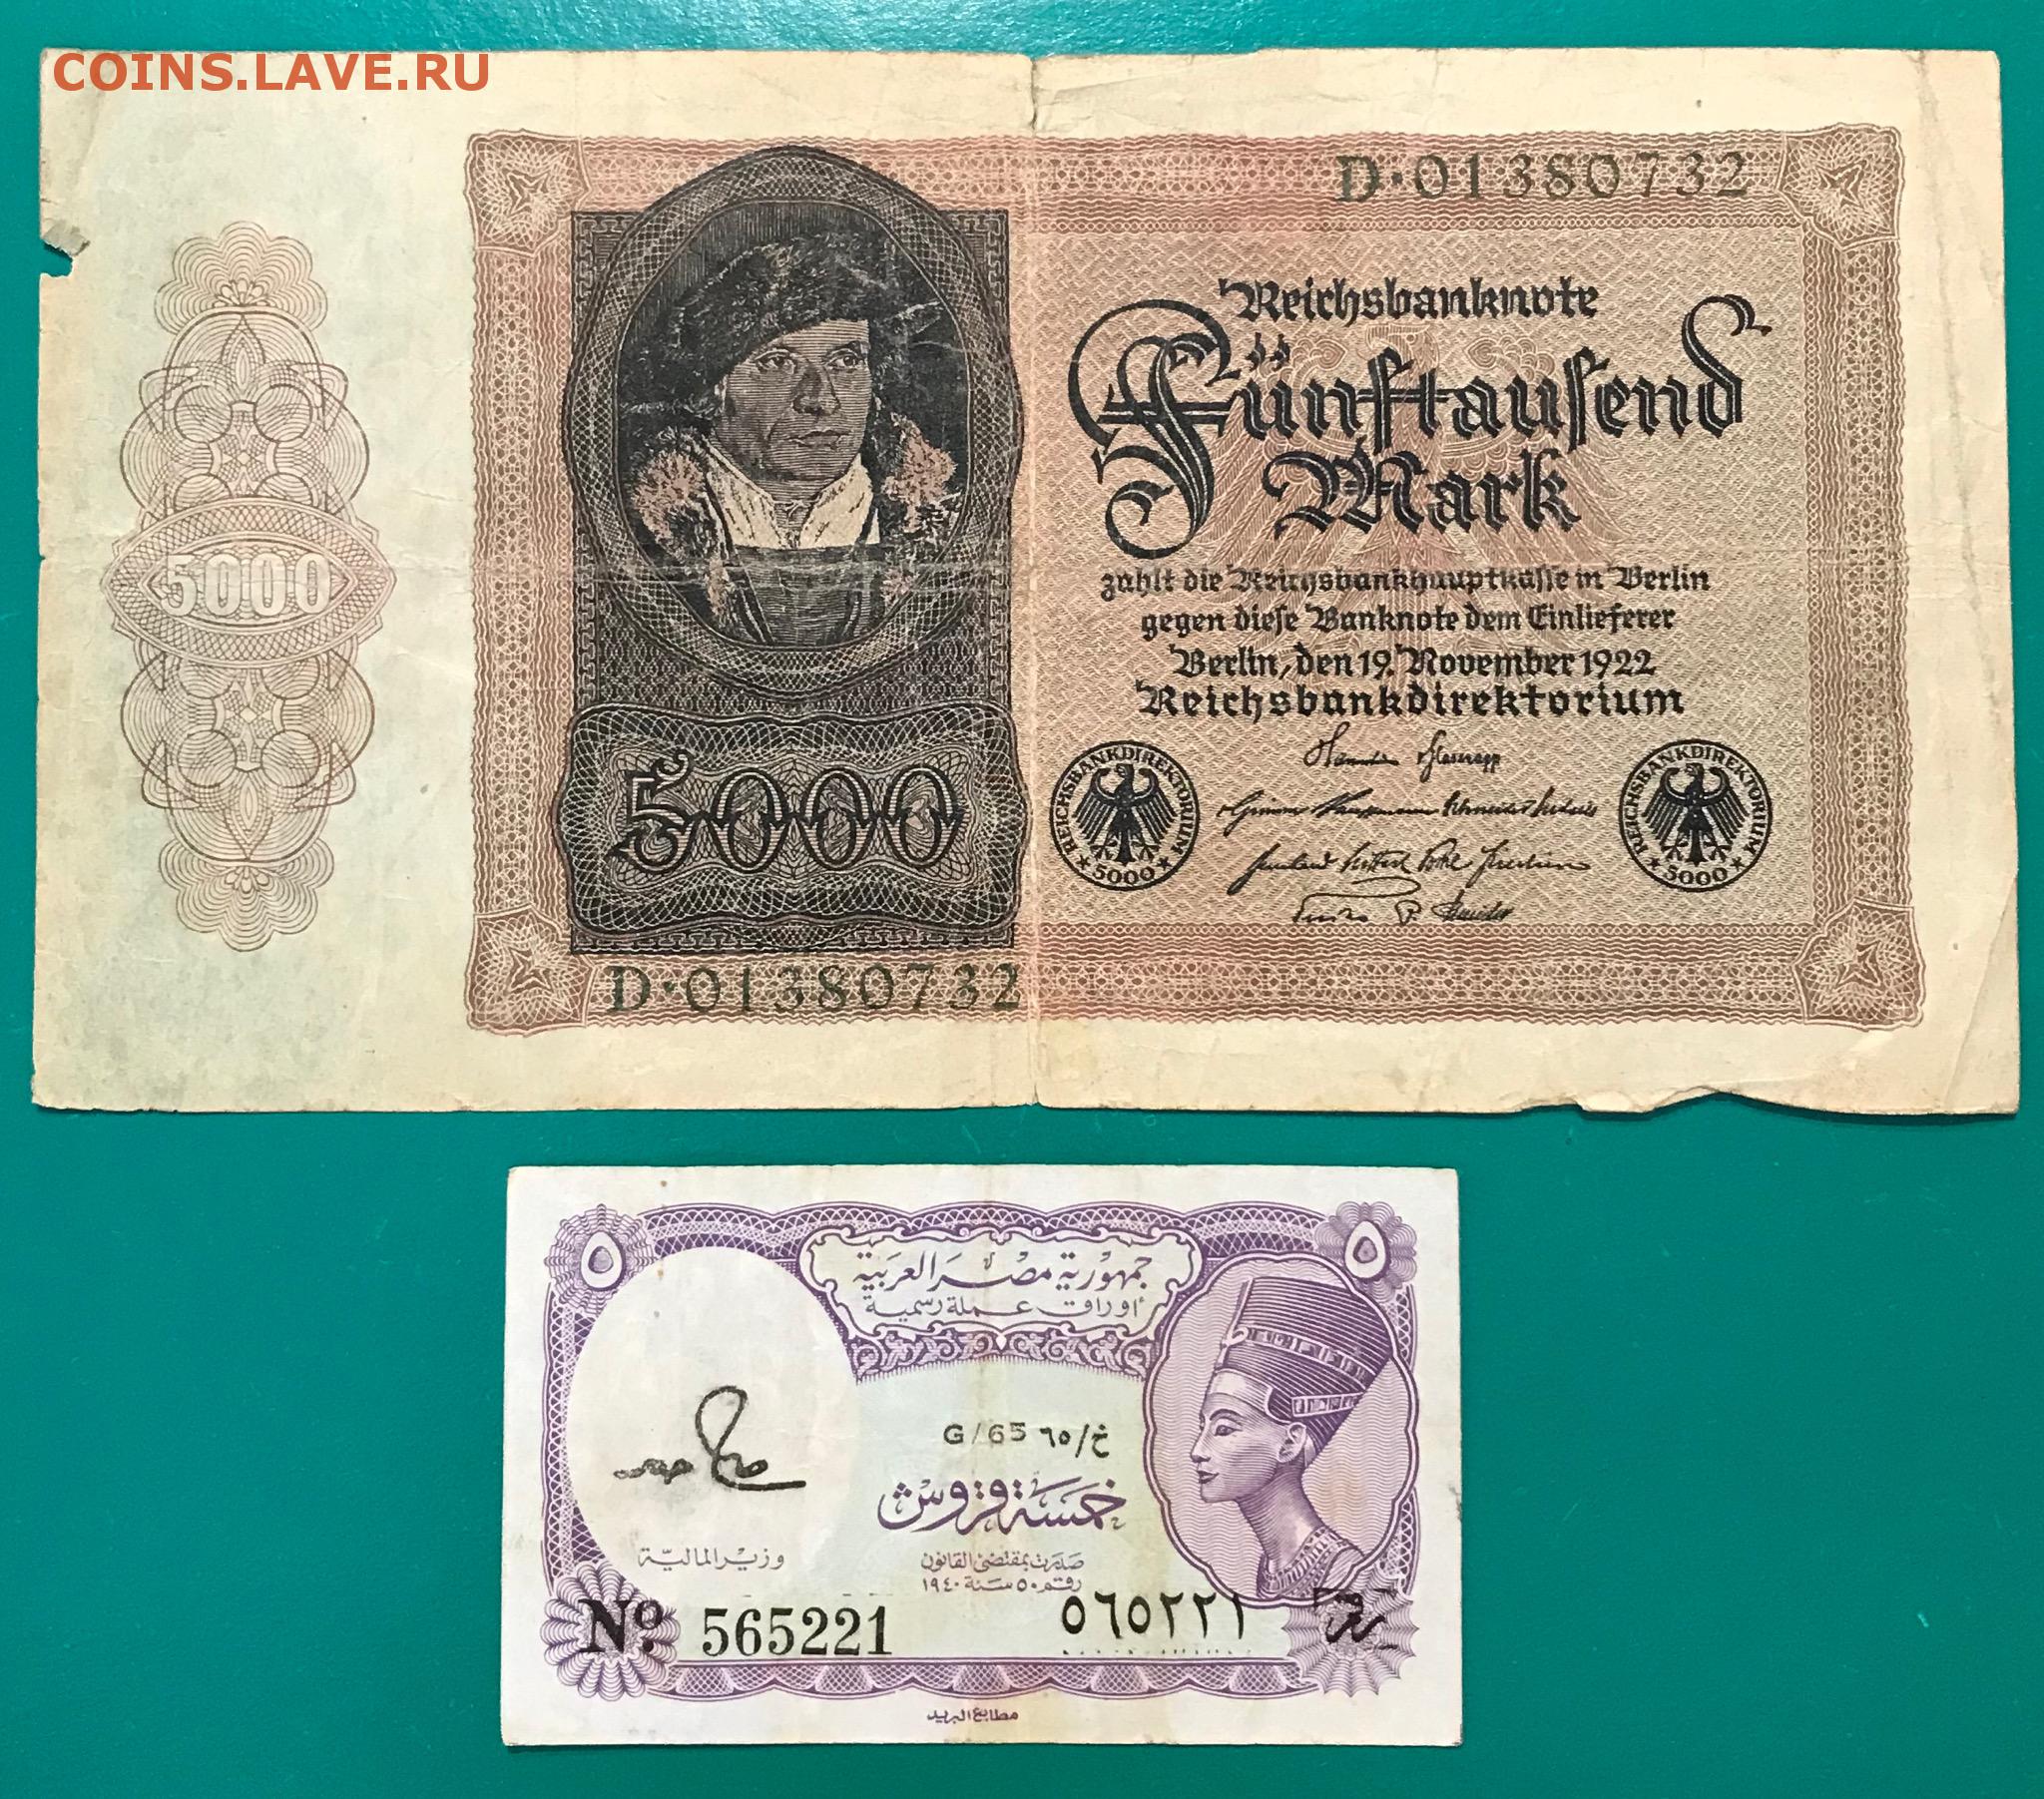 COINS.LAVE.RU
D·01380732
Reichsbanknote
Fünftausend
Mark
zahlt die Reichsbankhauptkasse in Berlin
gegen diese Banknote dem Einlieferer
Berlin, den 19. November 1922
Reichsbankdirektorium
5000
5000
REICHSBANKDIREKTORIUM
5000
REICHSBANKDIREKTORIUM
5000
D·01380732
٥
٥
جمهورية مصر العربية
أوراق عملة رسمية
G/65 خ/٦٥
خمسة قروش
وزير المالية
صدرت بمقتضى القانون
رقم ٥٠ سنة ١٩٤٠
Nº 565221
٥٦٥٢٢١
مطابع البريد